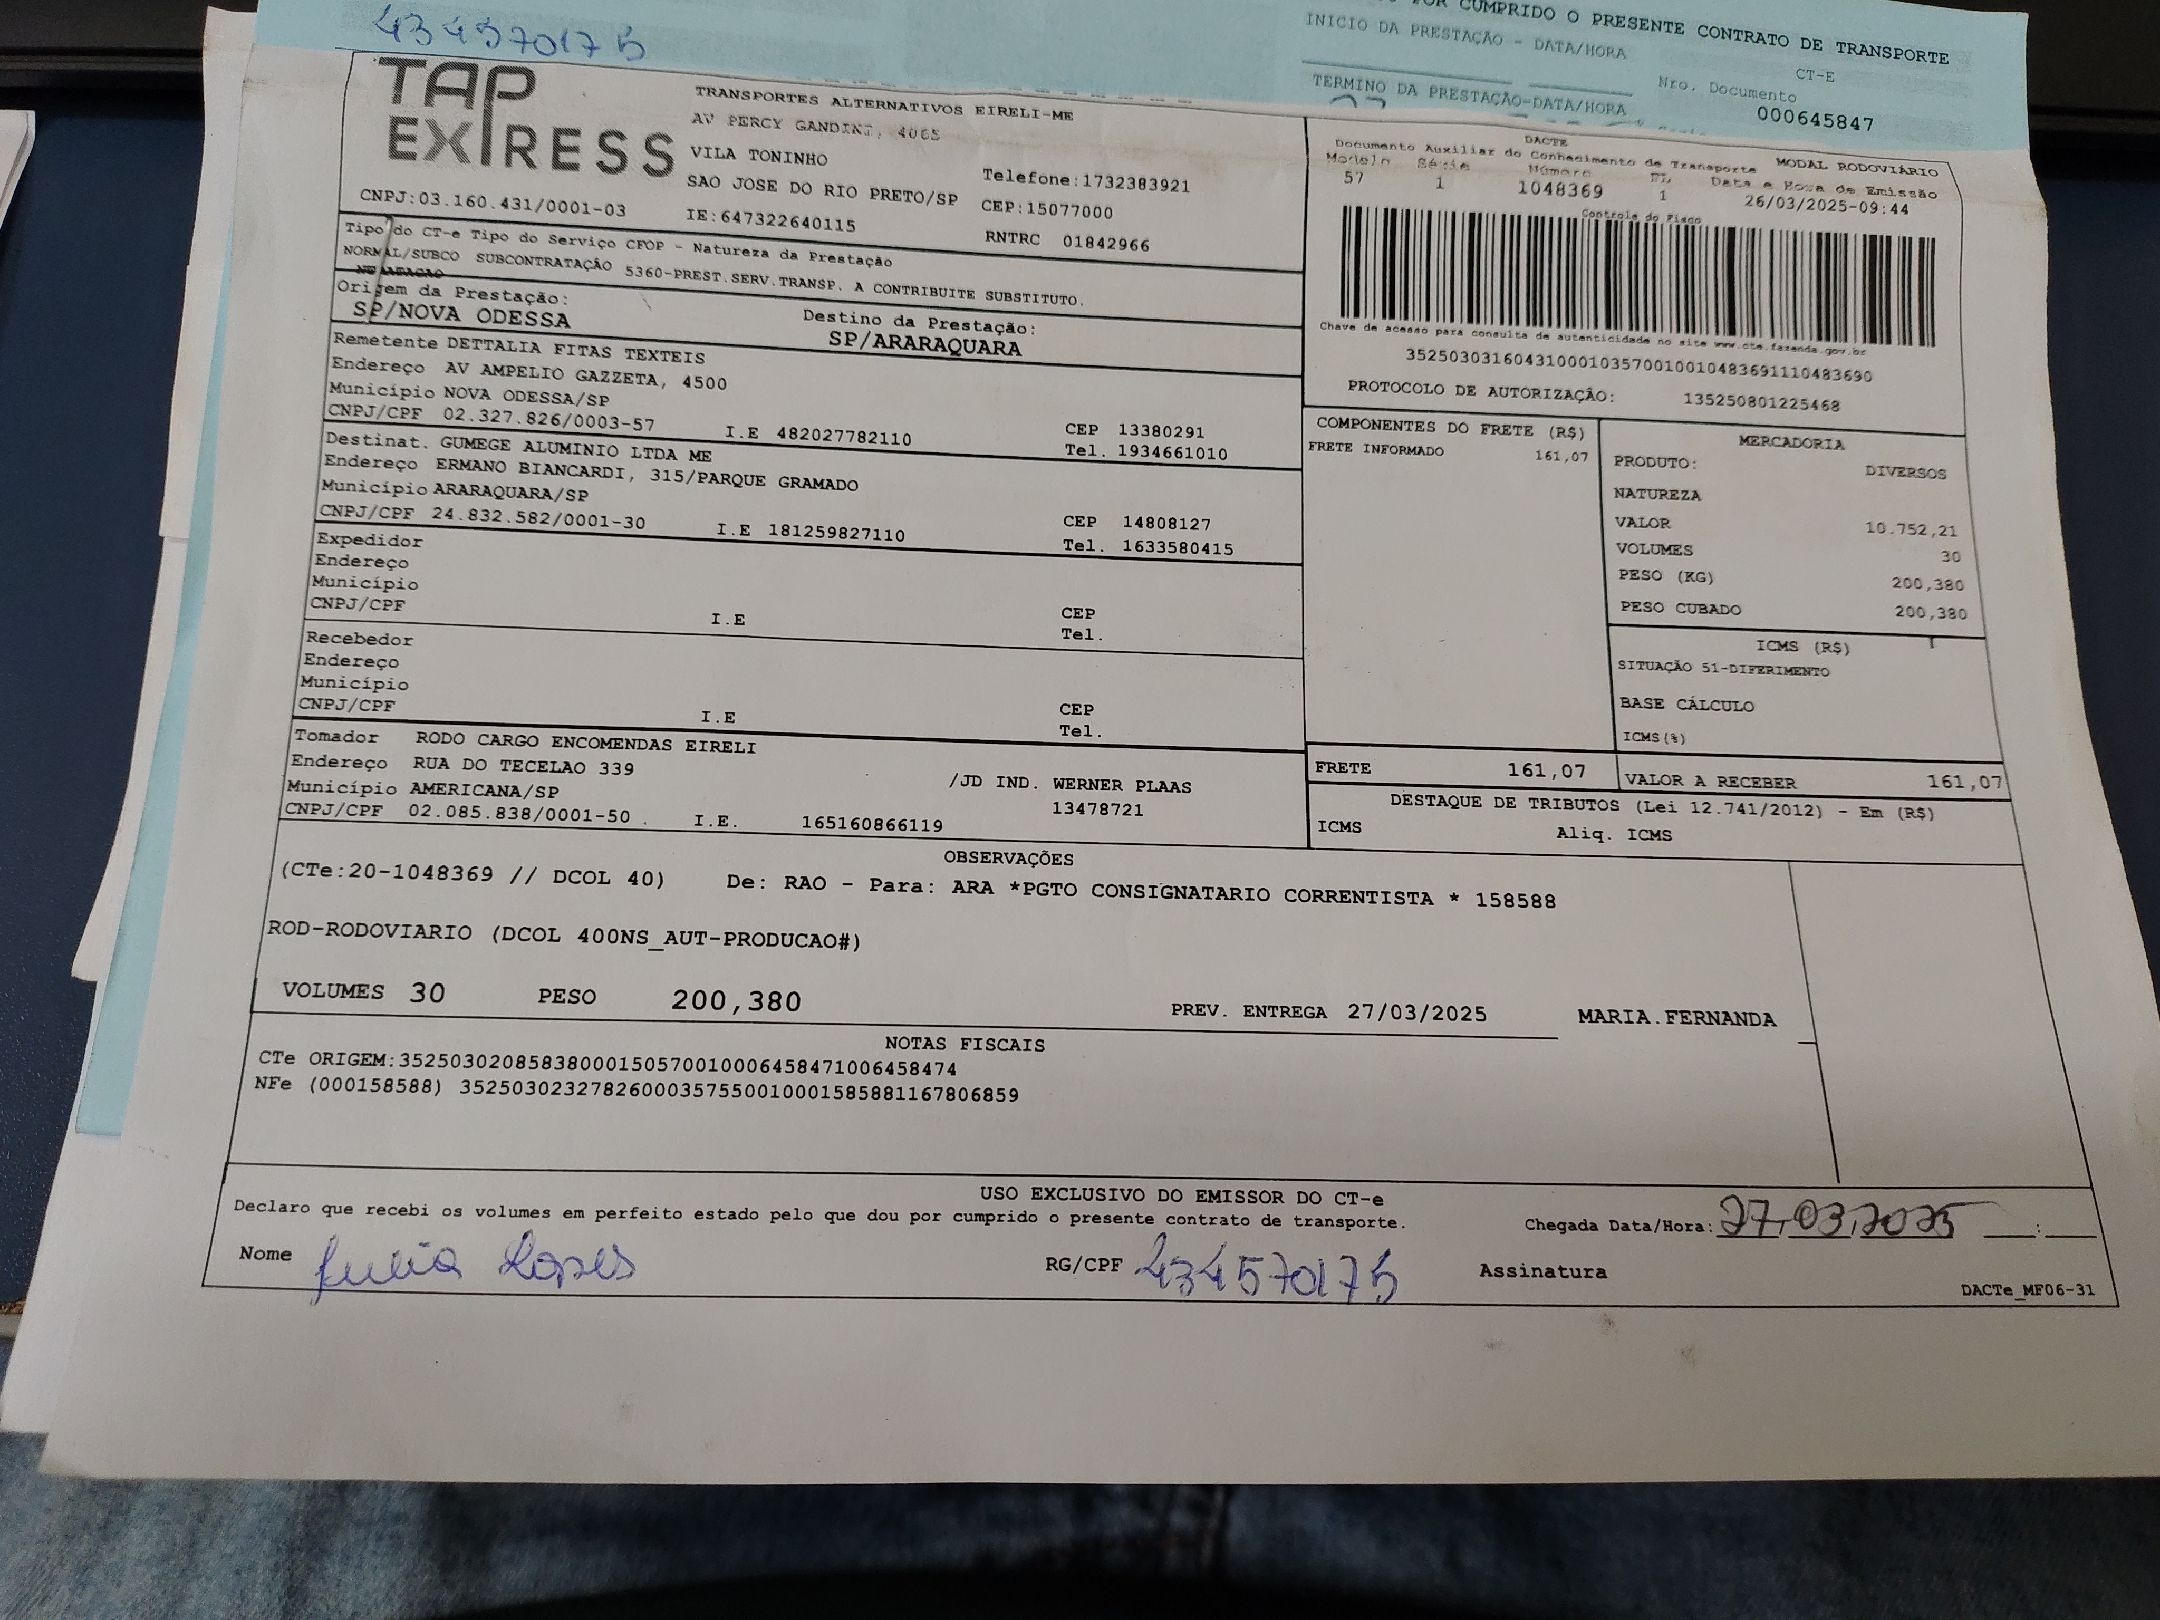 434570175
POR CUMPRIDO O PRESENTE CONTRATO DE TRANSPORTE
INICIO DA PRESTAÇÃO - DATA/HORA
CT-E
TERMINO DA PRESTAÇÃO-DATA/HORA
Nro. Documento
000645847
TAP EXPRESS
TRANSPORTES ALTERNATIVOS EIRELI-ME
AV PERCY GANDINI, 4065
VILA TONINHO
Telefone:1732383921
SAO JOSE DO RIO PRETO/SP CEP:15077000
CNPJ:03.160.431/0001-03 IE:647322640115 RNTRC 01842966
DACTE
Documento Auxiliar do Conhecimento de Transporte MODAL RODOVIÁRIO
Modelo Série Número FL Data e Hora de Emissão
57 1 1048369 1 26/03/2025-09:44
Controle do Fisco
Chave de acesso para consulta de autenticidade no site www.cte.fazenda.gov.br
35250303160431000103570010010483691110483690
PROTOCOLO DE AUTORIZAÇÃO: 135250801225468
Tipo do CT-e Tipo do Serviço CFOP - Natureza da Prestação
NORMAL/SUBCO SUBCONTRATAÇÃO 5360-PREST.SERV.TRANSP. A CONTRIBUITE SUBSTITUTO.
Origem da Prestação: Destino da Prestação:
SP/NOVA ODESSA SP/ARARAQUARA
Remetente DETTALIA FITAS TEXTEIS
Endereço AV AMPELIO GAZZETA, 4500
Município NOVA ODESSA/SP CEP 13380291
CNPJ/CPF 02.327.826/0003-57 I.E 482027782110 Tel. 1934661010
Destinat. GUMEGE ALUMINIO LTDA ME
Endereço ERMANO BIANCARDI, 315/PARQUE GRAMADO
Município ARARAQUARA/SP CEP 14808127
CNPJ/CPF 24.832.582/0001-30 I.E 181259827110 Tel. 1633580415
Expedidor
Endereço
Município CEP
CNPJ/CPF I.E Tel.
Recebedor
Endereço
Município CEP
CNPJ/CPF I.E Tel.
Tomador RODO CARGO ENCOMENDAS EIRELI
Endereço RUA DO TECELAO 339 /JD IND. WERNER PLAAS
Município AMERICANA/SP 13478721
CNPJ/CPF 02.085.838/0001-50 I.E. 165160866119
COMPONENTES DO FRETE (R$)
FRETE INFORMADO 161,07
MERCADORIA
PRODUTO: DIVERSOS
NATUREZA
VALOR 10.752,21
VOLUMES 30
PESO (KG) 200,380
PESO CUBADO 200,380
ICMS (R$)
SITUAÇÃO 51-DIFERIMENTO
BASE CÁLCULO
ICMS(%)
FRETE 161,07 VALOR A RECEBER 161,07
DESTAQUE DE TRIBUTOS (Lei 12.741/2012) - Em (R$)
ICMS Aliq. ICMS
OBSERVAÇÕES
(CTe:20-1048369 // DCOL 40) De: RAO - Para: ARA *PGTO CONSIGNATARIO CORRENTISTA * 158588
ROD-RODOVIARIO (DCOL 400NS_AUT-PRODUCAO#)
VOLUMES 30 PESO 200,380 PREV. ENTREGA 27/03/2025 MARIA.FERNANDA
NOTAS FISCAIS
CTe ORIGEM:35250302085838000150570010006458471006458474
NFe (000158588) 35250302327826000357550010001585881167806859
USO EXCLUSIVO DO EMISSOR DO CT-e
Declaro que recebi os volumes em perfeito estado pelo que dou por cumprido o presente contrato de transporte. Chegada Data/Hora: 27/03/2025 :
Nome Julia Lopes RG/CPF 434570175 Assinatura
DACTe_MF06-31